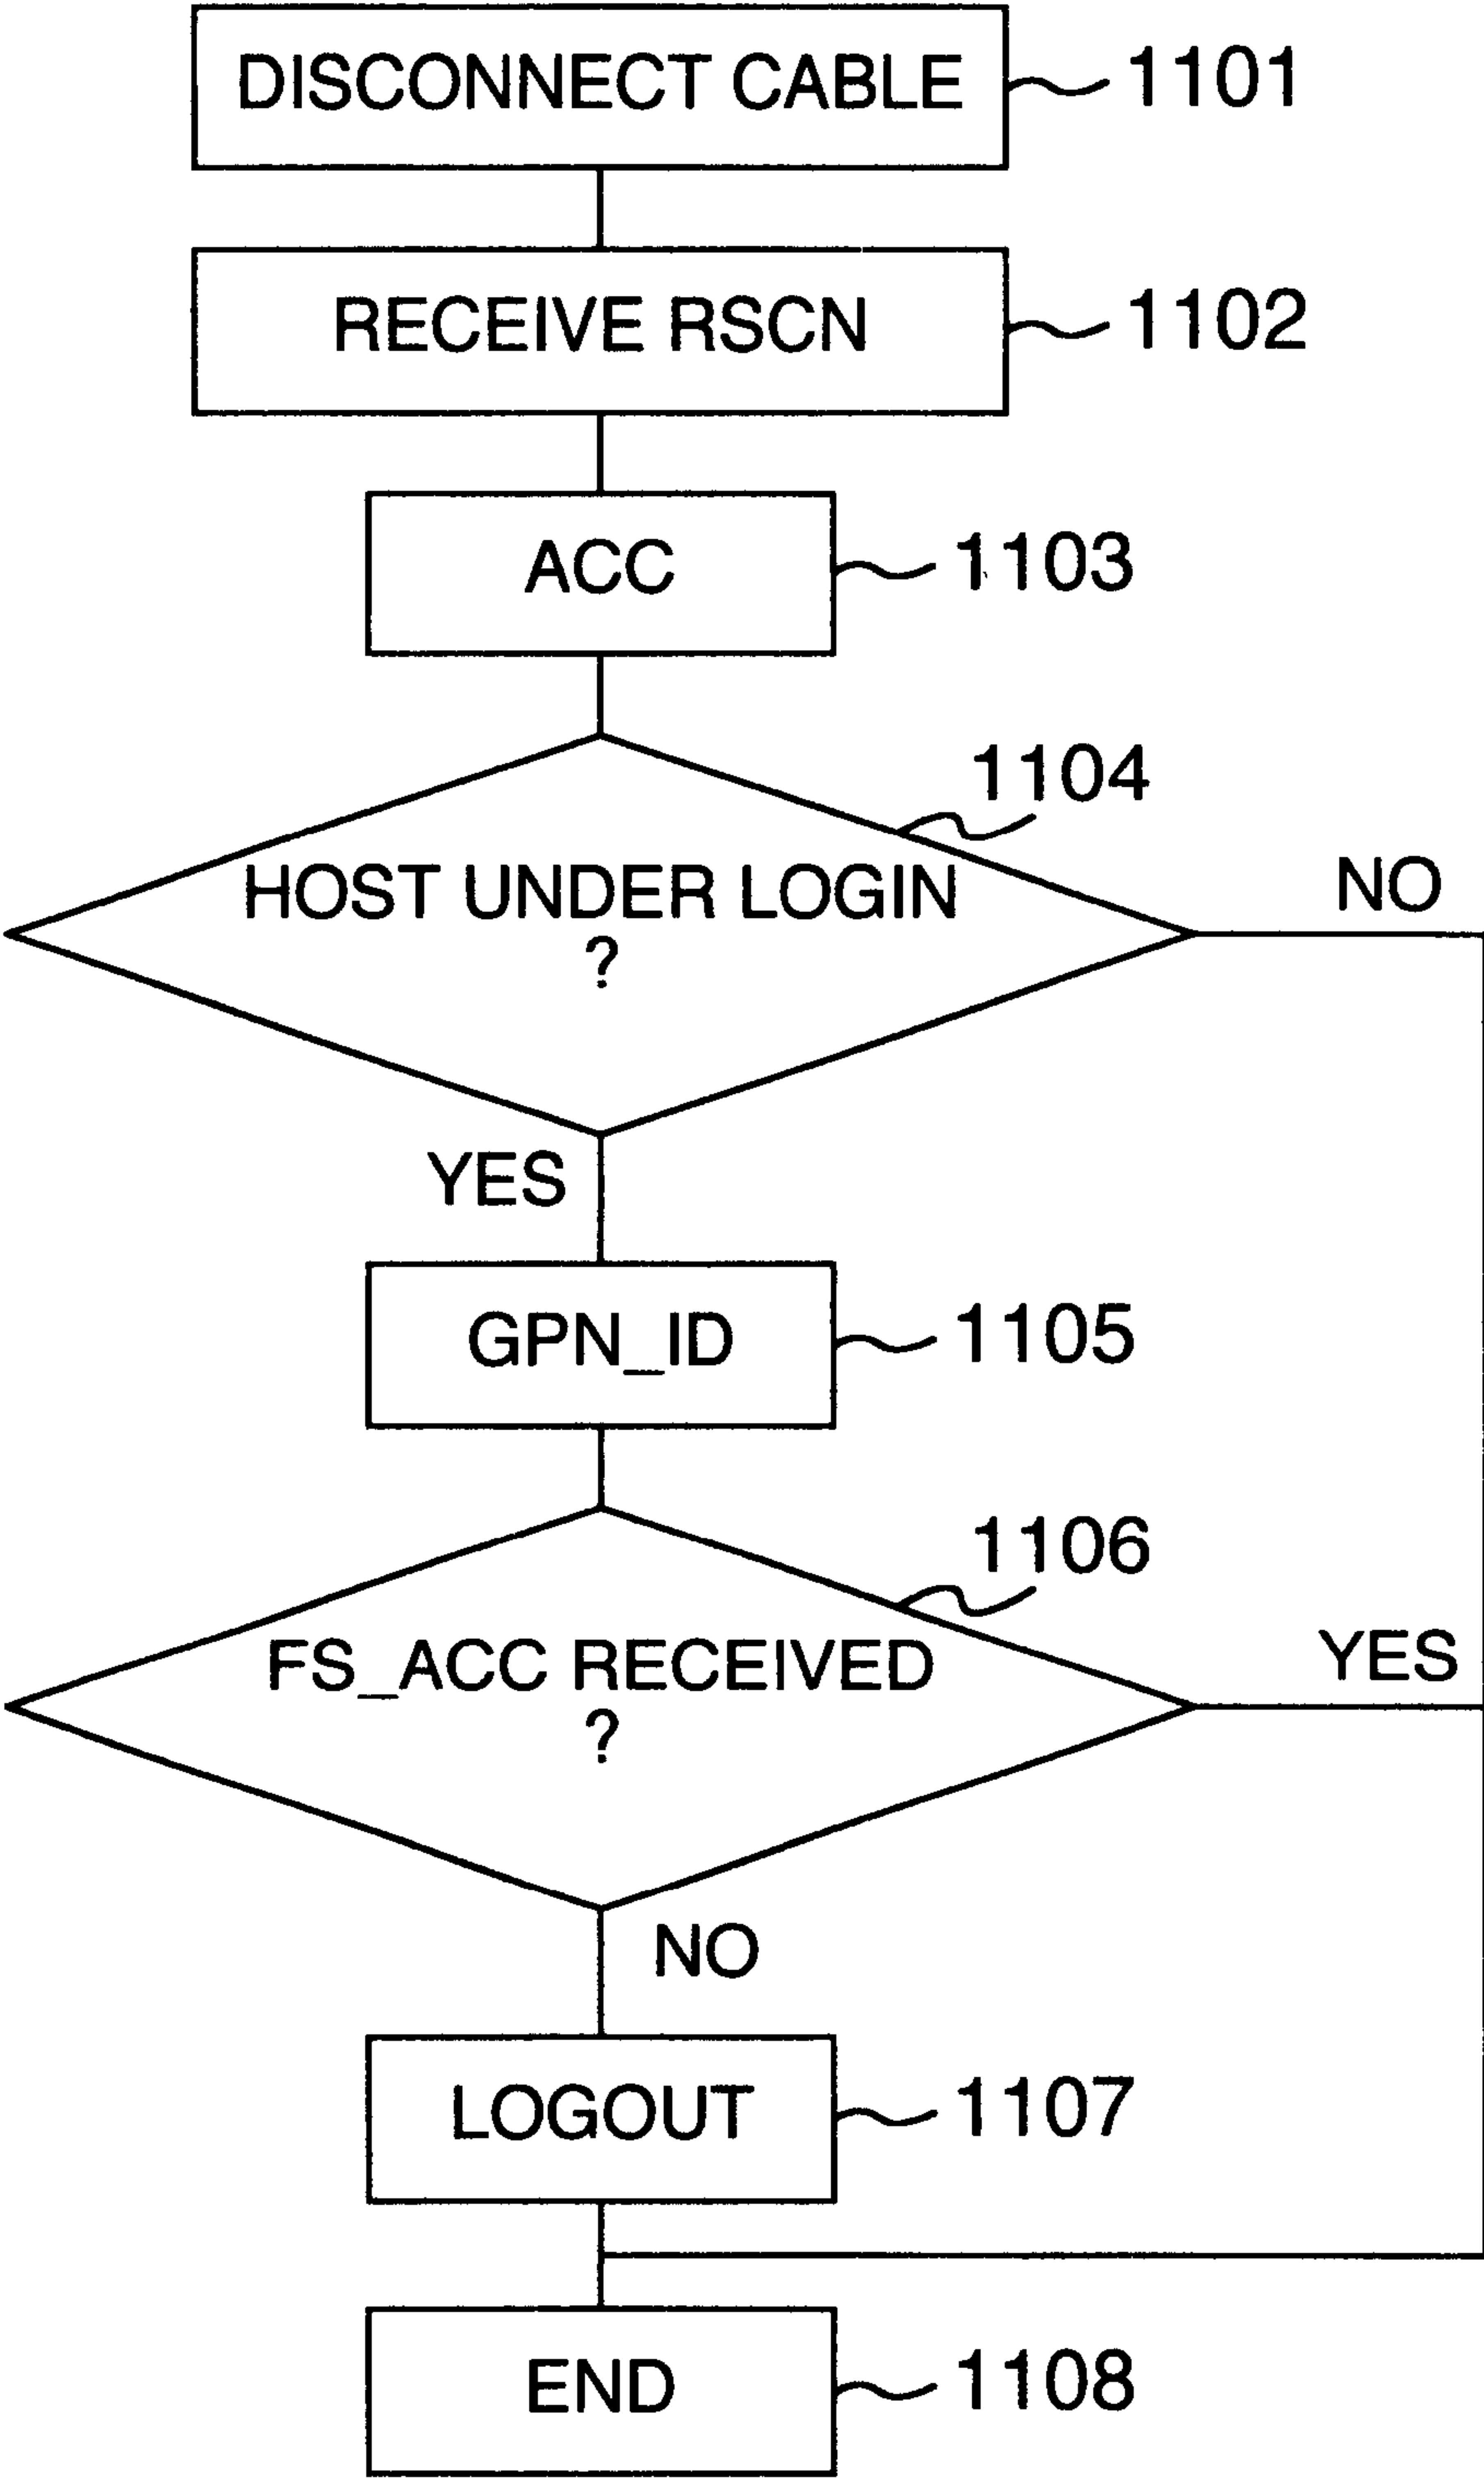 DISCONNECT CABLE 1101
RECEIVE RSCN 1102
ACC 1103
1104
HOST UNDER LOGIN
?
NO
YES
GPN_ID 1105
1106
FS_ACC RECEIVED
?
YES
NO
LOGOUT 1107
END 1108